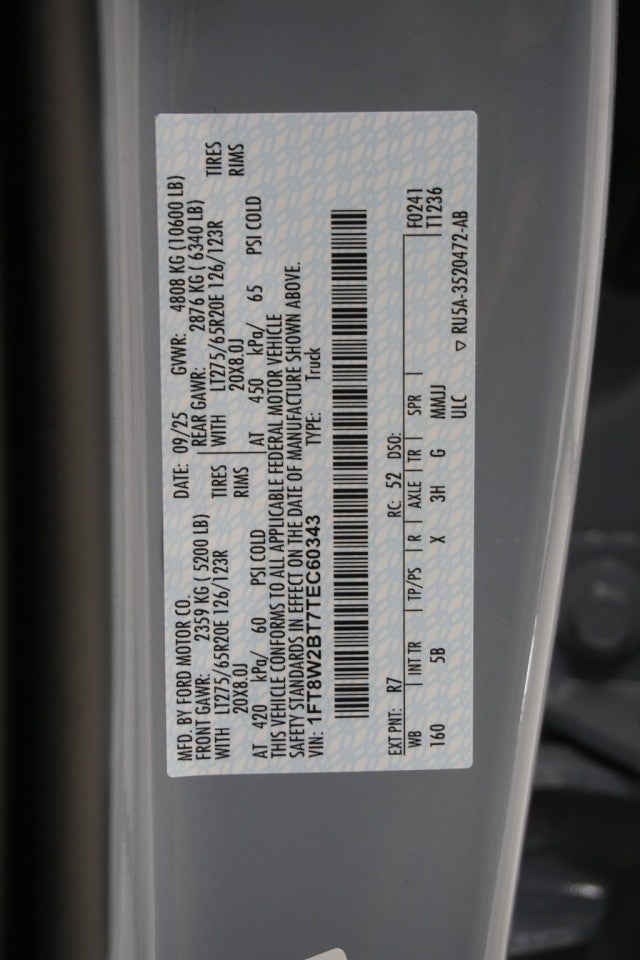 MFD. BY FORD MOTOR CO. DATE: 09/25 GVWR: 4808 KG (10600 LB)
FRONT GAWR: 2359 KG ( 5200 LB) REAR GAWR: 2876 KG ( 6340 LB)
WITH LT275/65R20E 126/123R TIRES WITH LT275/65R20E 126/123R TIRES
20X8.0J RIMS 20X8.0J RIMS
AT 420 kPa/ 60 PSI COLD AT 450 kPa/ 65 PSI COLD
THIS VEHICLE CONFORMS TO ALL APPLICABLE FEDERAL MOTOR VEHICLE
SAFETY STANDARDS IN EFFECT ON THE DATE OF MANUFACTURE SHOWN ABOVE.
VIN: 1FT8W2BT7TEC60343 TYPE: Truck
EXT PNT: R7 RC: 52 DSO: F0241
WB INT TR TP/PS R AXLE TR SPR T1236
160 5B X 3H G MMJJ
ULC ▽ RU5A-3520472-AB